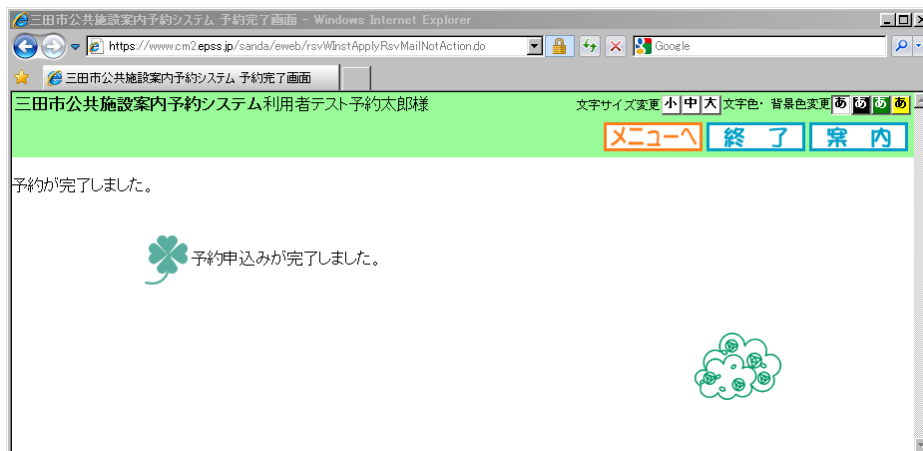 三田市公共施設案内予約システム 予約完了画面 - Windows Internet Explorer
https://www.cm2.epss.jp/sanda/eweb/rsvWInstApplyRsvMailNotAction.do
Google
三田市公共施設案内予約システム 予約完了画面
三田市公共施設案内予約システム利用者テスト予約太郎様
文字サイズ変更 小 中 大 文字色・ 背景色変更 あ あ あ あ
メニューへ 終 了 案 内
予約が完了しました。
予約申込みが完了しました。